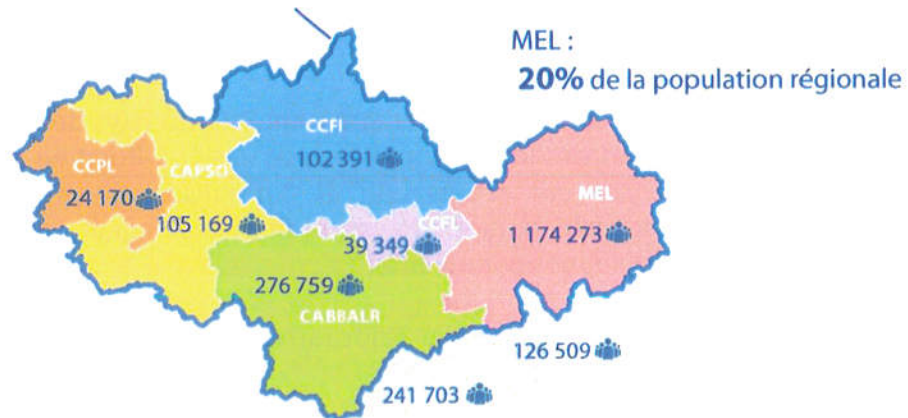 MEL :
20% de la population régionale
CCFI
102 391
CCPL
24 170
CAPSO
105 169
MEL
1 174 273
CCFL
39 349
276 759
CABBALR
126 509
241 703